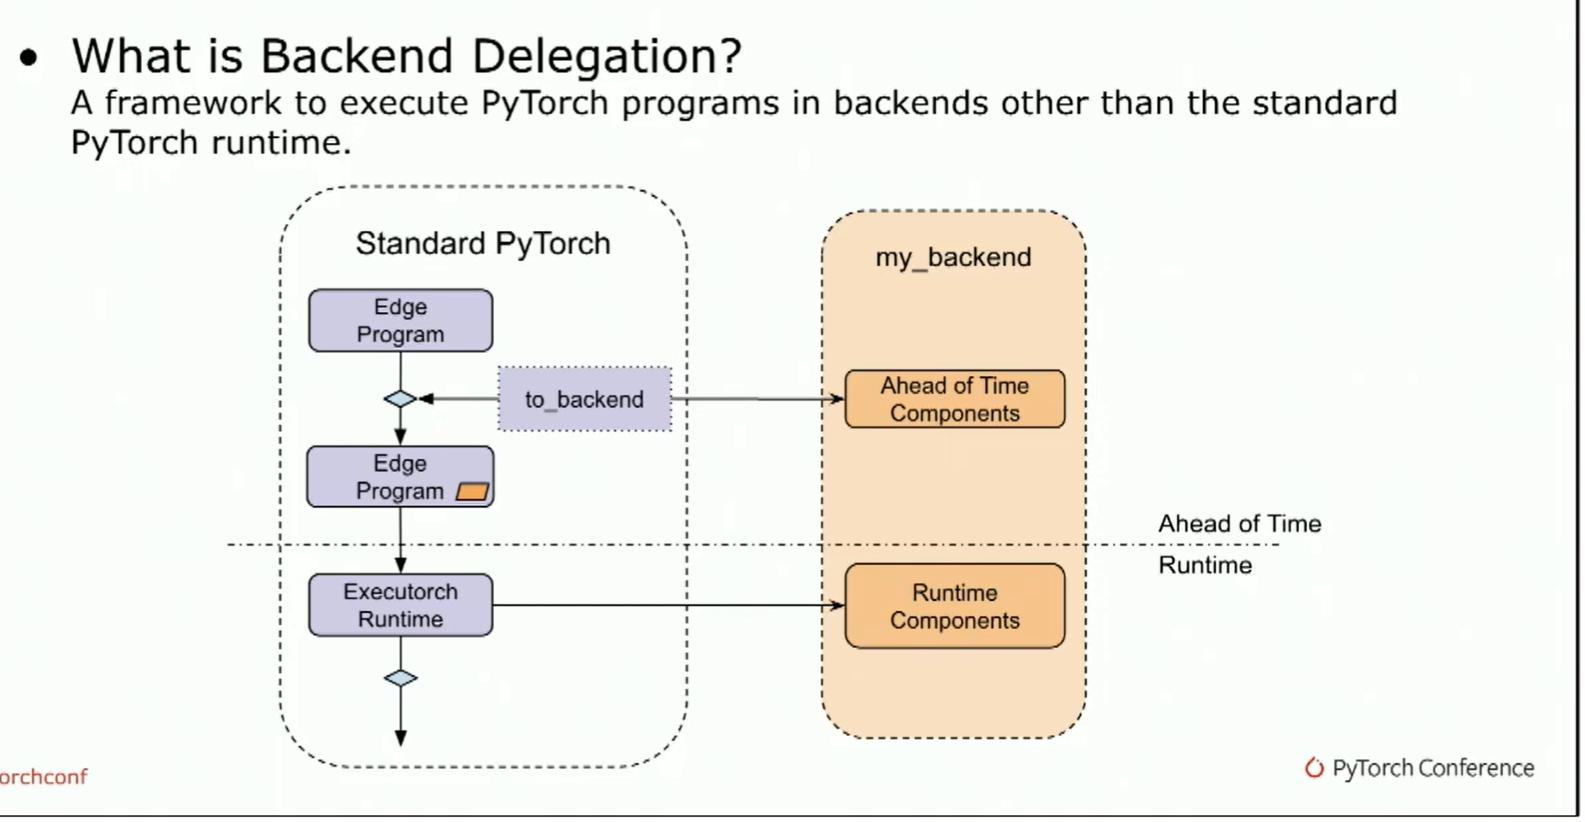 • What is Backend Delegation?
A framework to execute PyTorch programs in backends other than the standard
PyTorch runtime.
Standard PyTorch
my_backend
Edge
Program
to_backend
Ahead of Time
Components
Edge
Program
Ahead of Time
Runtime
Executorch
Runtime
Runtime
Components
orchconf
PyTorch Conference